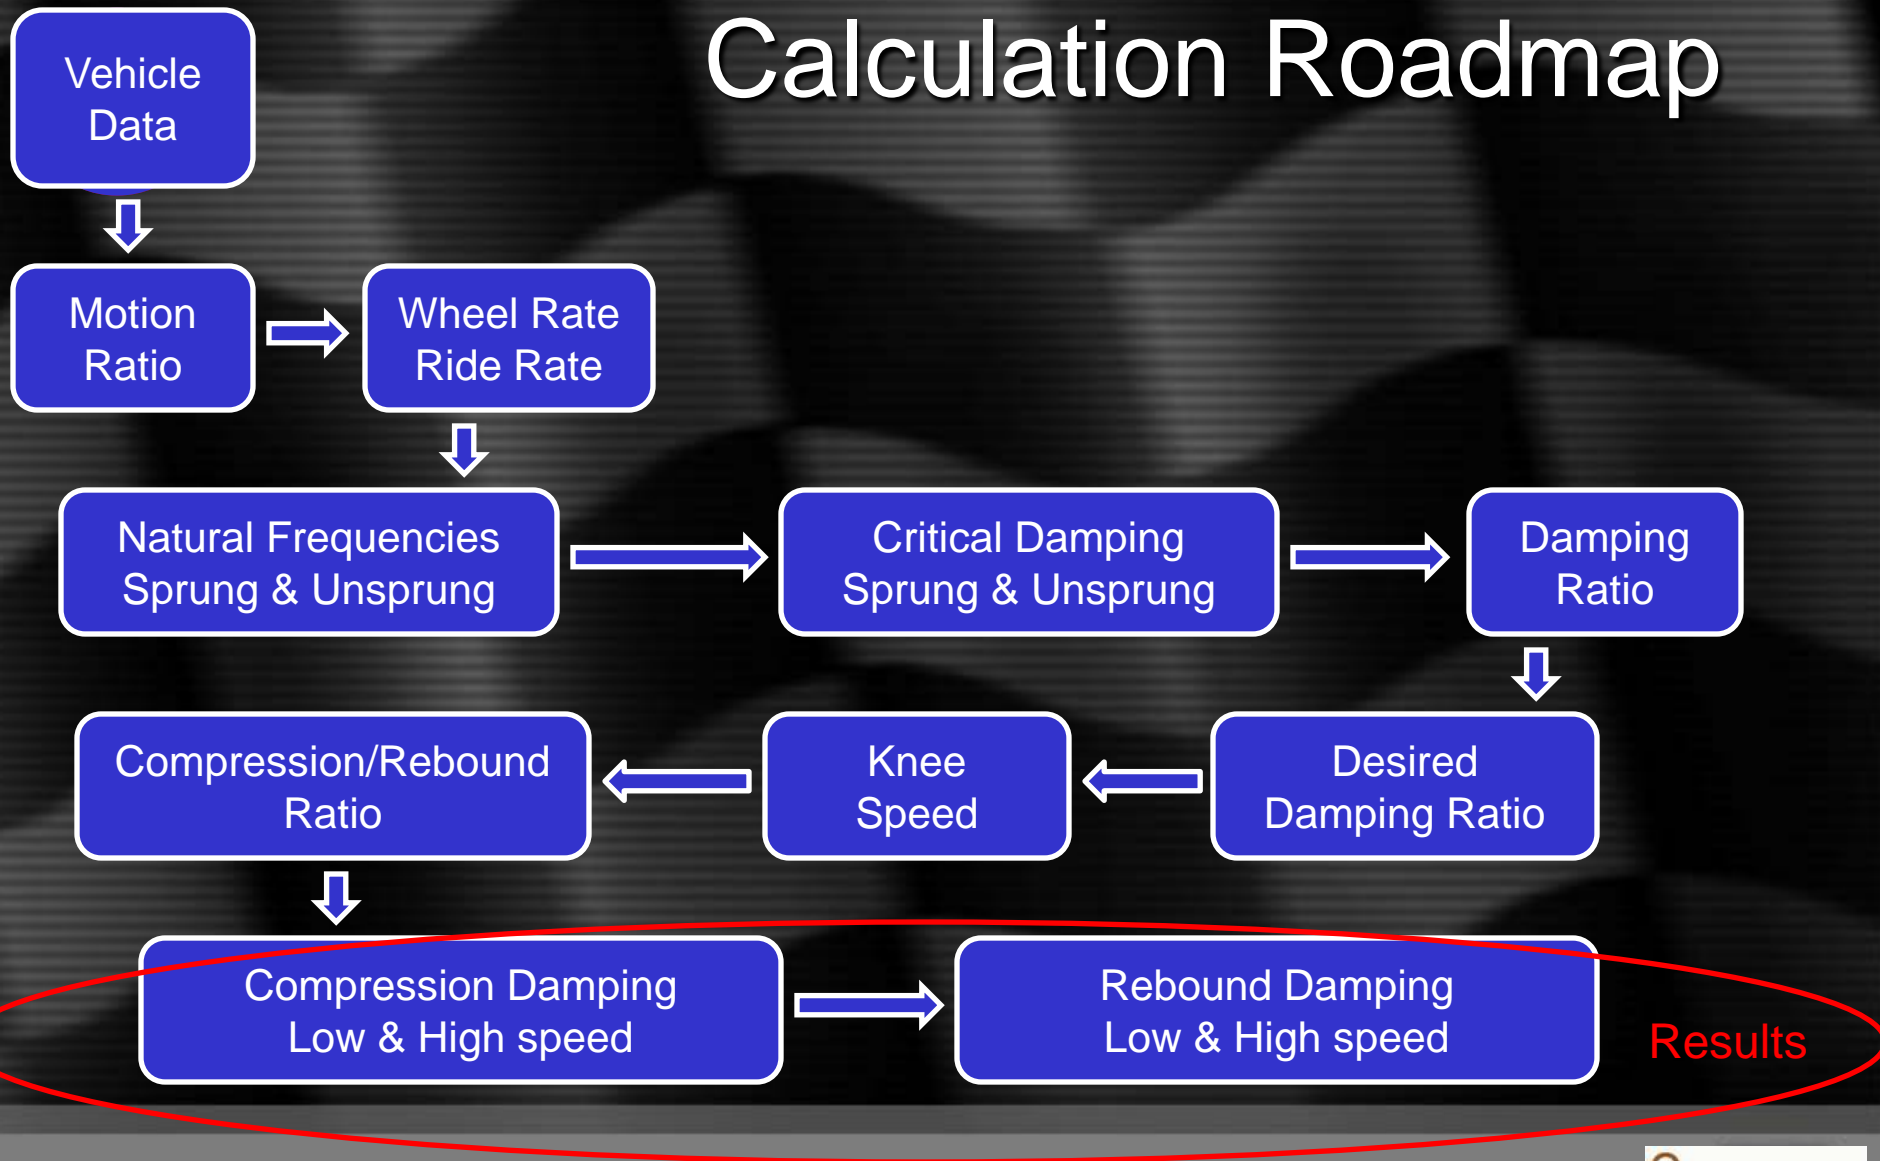 Calculation Roadmap
Vehicle
Data
Motion
Ratio
Wheel Rate
Ride Rate
Natural Frequencies
Sprung & Unsprung
Critical Damping
Sprung & Unsprung
Damping
Ratio
Compression/Rebound
Ratio
Knee
Speed
Desired
Damping Ratio
Compression Damping
Low & High speed
Rebound Damping
Low & High speed
Results